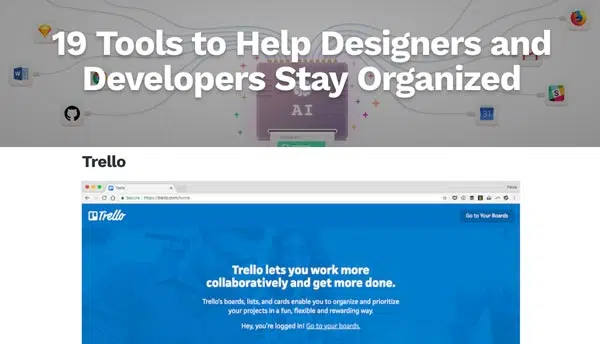 19 Tools to Help Designers and
Developers Stay Organized
AI
Trello
Trello
Secure
https://trello.com/home
Trello
Go to Your Boards
Trello lets you work more
collaboratively and get more done.
Trello's boards, lists, and cards enable you to organize and prioritize
your projects in a fun, flexible and rewarding way.
Hey, you're logged in! Go to your boards.